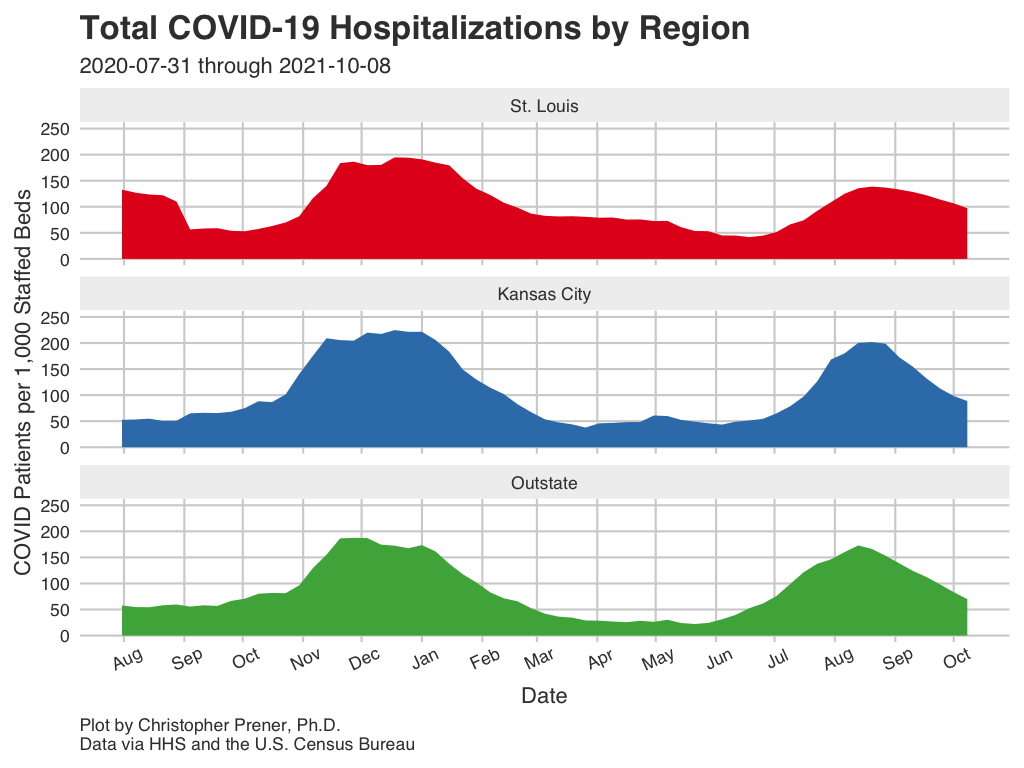 Total COVID-19 Hospitalizations by Region
2020-07-31 through 2021-10-08
COVID Patients per 1,000 Staffed Beds
St. Louis
250
200
150
100
50
0
Kansas City
250
200
150
100
50
0
Outstate
250
200
150
100
50
0
Aug Sep Oct Nov Dec Jan Feb Mar Apr May Jun Jul Aug Sep Oct
Date
Plot by Christopher Prener, Ph.D.
Data via HHS and the U.S. Census Bureau